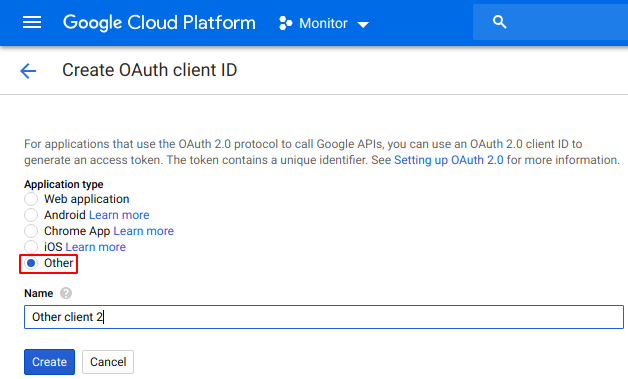 Google Cloud Platform Monitor
Create OAuth client ID
For applications that use the OAuth 2.0 protocol to call Google APIs, you can use an OAuth 2.0 client ID to
generate an access token. The token contains a unique identifier. See Setting up OAuth 2.0 for more information.
Application type
Web application
Android Learn more
Chrome App Learn more
iOS Learn more
Other
Name ?
Other client 2
Create Cancel